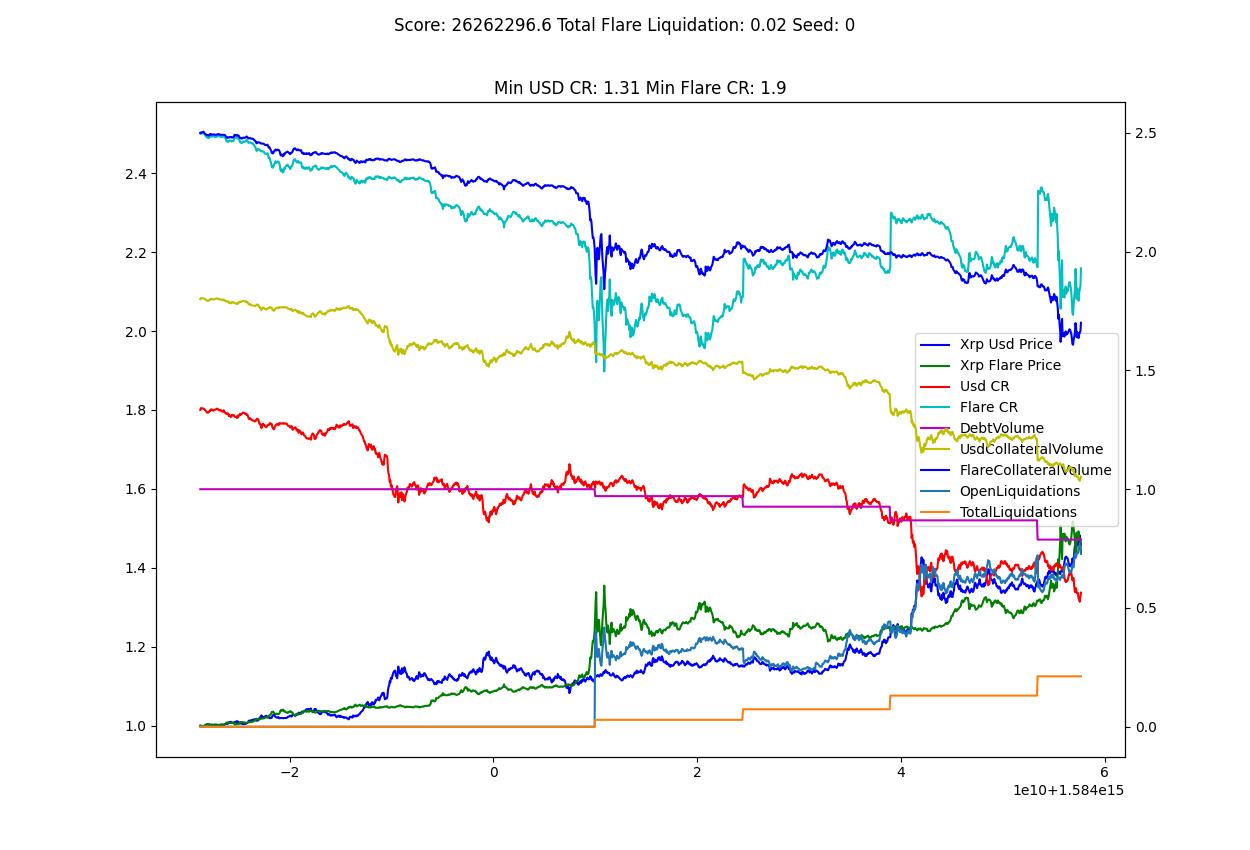 Score: 26262296.6 Total Flare Liquidation: 0.02 Seed: 0
Min USD CR: 1.31 Min Flare CR: 1.9
2.4
2.2
2.0
1.8
1.6
1.4
1.2
1.0
2.5
2.0
1.5
1.0
0.5
0.0
Xrp Usd Price
Xrp Flare Price
Usd CR
Flare CR
DebtVolume
UsdCollateralVolume
FlareCollateralVolume
OpenLiquidations
TotalLiquidations
−2 0 2 4 6
1e10+1.584e15